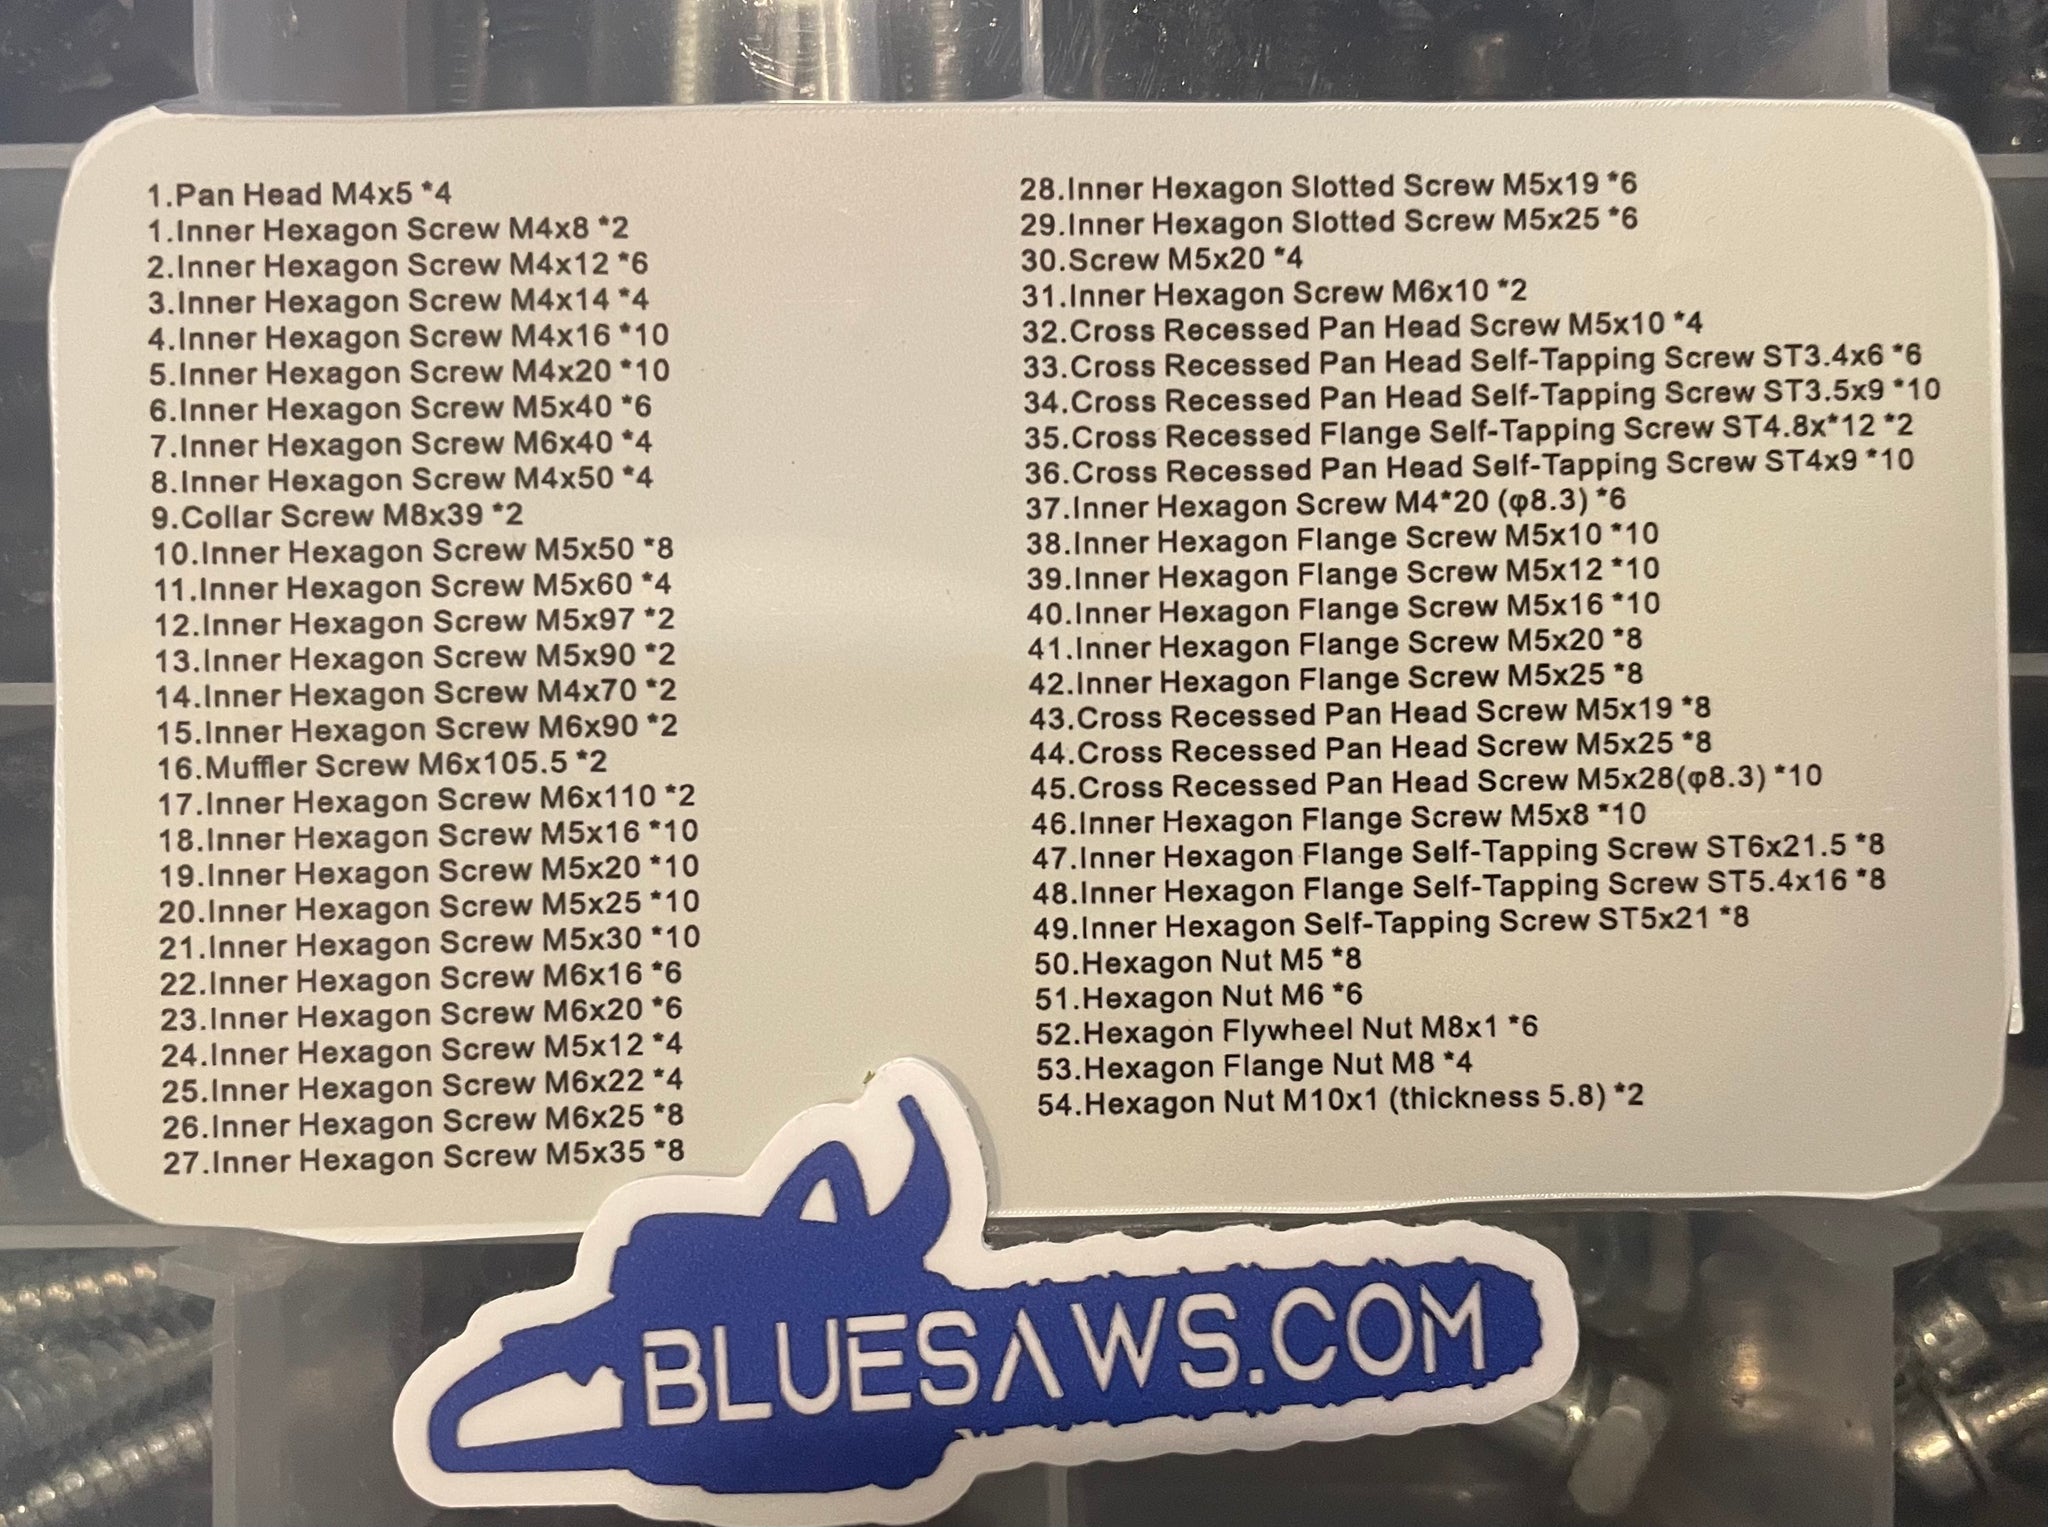 1.Pan Head M4x5 *4
1.Inner Hexagon Screw M4x8 *2
2.Inner Hexagon Screw M4x12 *6
3.Inner Hexagon Screw M4x14 *4
4.Inner Hexagon Screw M4x16 *10
5.Inner Hexagon Screw M4x20 *10
6.Inner Hexagon Screw M5x40 *6
7.Inner Hexagon Screw M6x40 *4
8.Inner Hexagon Screw M4x50 *4
9.Collar Screw M8x39 *2
10.Inner Hexagon Screw M5x50 *8
11.Inner Hexagon Screw M5x60 *4
12.Inner Hexagon Screw M5x97 *2
13.Inner Hexagon Screw M5x90 *2
14.Inner Hexagon Screw M4x70 *2
15.Inner Hexagon Screw M6x90 *2
16.Muffler Screw M6x105.5 *2
17.Inner Hexagon Screw M6x110 *2
18.Inner Hexagon Screw M5x16 *10
19.Inner Hexagon Screw M5x20 *10
20.Inner Hexagon Screw M5x25 *10
21.Inner Hexagon Screw M5x30 *10
22.Inner Hexagon Screw M6x16 *6
23.Inner Hexagon Screw M6x20 *6
24.Inner Hexagon Screw M5x12 *4
25.Inner Hexagon Screw M6x22 *4
26.Inner Hexagon Screw M6x25 *8
27.Inner Hexagon Screw M5x35 *8
28.Inner Hexagon Slotted Screw M5x19 *6
29.Inner Hexagon Slotted Screw M5x25 *6
30.Screw M5x20 *4
31.Inner Hexagon Screw M6x10 *2
32.Cross Recessed Pan Head Screw M5x10 *4
33.Cross Recessed Pan Head Self-Tapping Screw ST3.4x6 *6
34.Cross Recessed Pan Head Self-Tapping Screw ST3.5x9 *10
35.Cross Recessed Flange Self-Tapping Screw ST4.8x*12 *2
36.Cross Recessed Pan Head Self-Tapping Screw ST4x9 *10
37.Inner Hexagon Screw M4*20 (φ8.3) *6
38.Inner Hexagon Flange Screw M5x10 *10
39.Inner Hexagon Flange Screw M5x12 *10
40.Inner Hexagon Flange Screw M5x16 *10
41.Inner Hexagon Flange Screw M5x20 *8
42.Inner Hexagon Flange Screw M5x25 *8
43.Cross Recessed Pan Head Screw M5x19 *8
44.Cross Recessed Pan Head Screw M5x25 *8
45.Cross Recessed Pan Head Screw M5x28(φ8.3) *10
46.Inner Hexagon Flange Screw M5x8 *10
47.Inner Hexagon Flange Self-Tapping Screw ST6x21.5 *8
48.Inner Hexagon Flange Self-Tapping Screw ST5.4x16 *8
49.Inner Hexagon Self-Tapping Screw ST5x21 *8
50.Hexagon Nut M5 *8
51.Hexagon Nut M6 *6
52.Hexagon Flywheel Nut M8x1 *6
53.Hexagon Flange Nut M8 *4
54.Hexagon Nut M10x1 (thickness 5.8) *2
BLUESAWS.COM